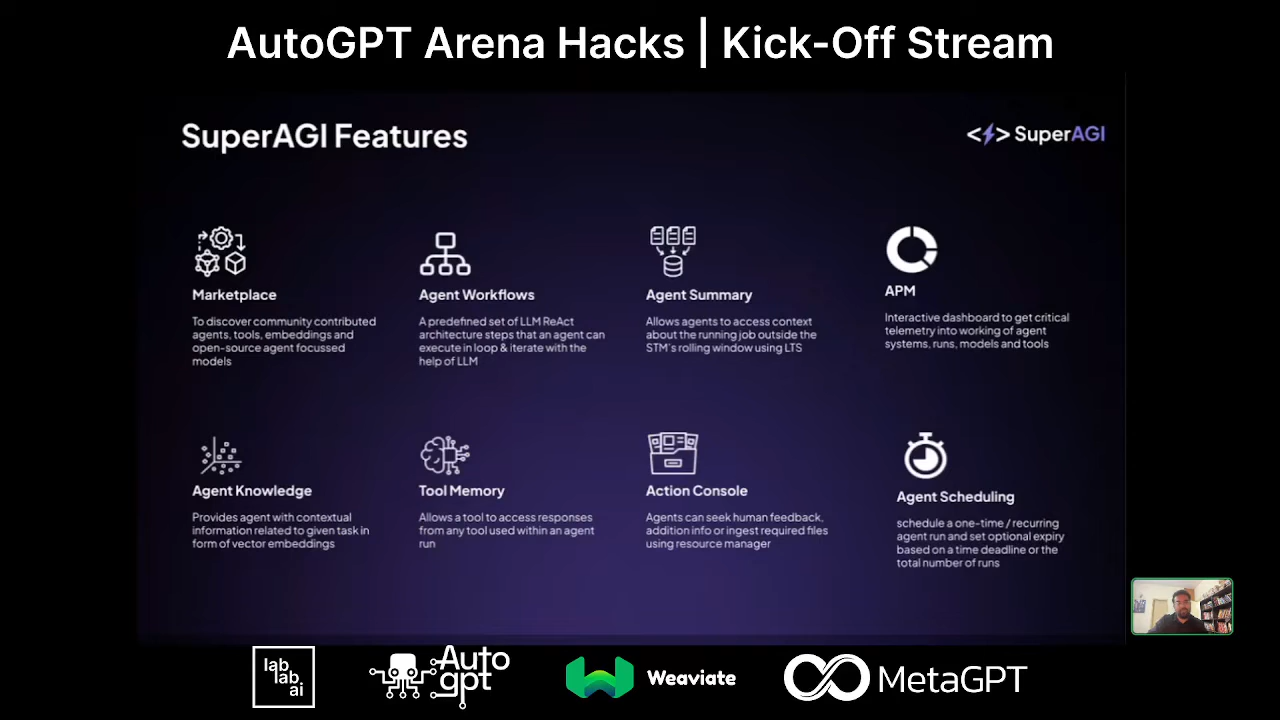 AutoGPT Arena Hacks | Kick-Off Stream
SuperAGI Features
<⚡> SuperAGI
Marketplace
To discover community contributed
agents, tools, embeddings and
open-source agent focussed
models
Agent Workflows
A predefined set of LLM ReAct
architecture steps that an agent can
execute in loop & iterate with the
help of LLM
Agent Summary
Allows agents to access context
about the running job outside the
STM's rolling window using LTS
APM
Interactive dashboard to get critical
telemetry into working of agent
systems, runs, models and tools
Agent Knowledge
Provides agent with contextual
information related to given task in
form of vector embeddings
Tool Memory
Allows a tool to access responses
from any tool used within an agent
run
Action Console
Agents can seek human feedback,
addition info or ingest required files
using resource manager
Agent Scheduling
schedule a one-time / recurring
agent run and set optional expiry
based on a time deadline or the
total number of runs
lab
lab
.ai
Auto
gpt
Weaviate
MetaGPT